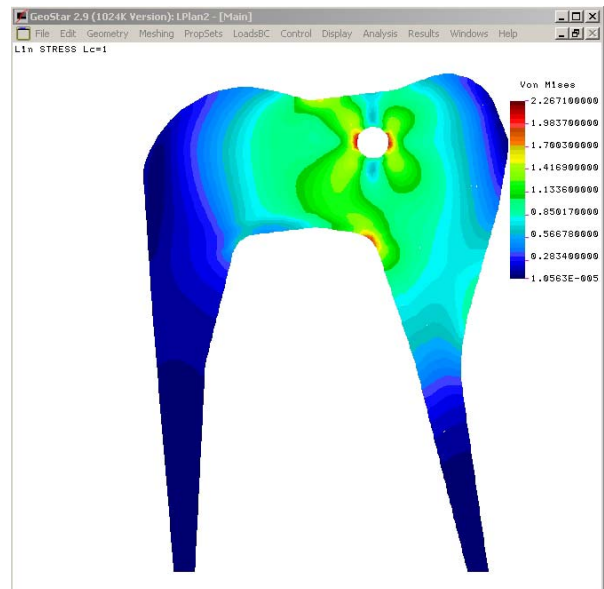 GeoStar 2.9 (1024K Version): LPlan2 - [Main]
File Edit Geometry Meshing PropSets LoadsBC Control Display Analysis Results Windows Help
L1n STRESS Lc=1
Von M1ses
2.267100000
1.983700000
1.700300000
1.416900000
1.133600000
0.850170000
0.566780000
0.283400000
1.0563E-005